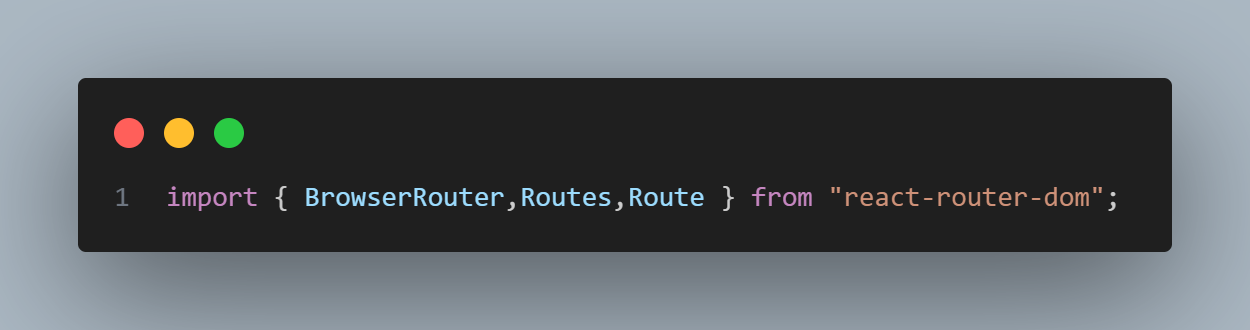 1 import { BrowserRouter,Routes,Route } from "react-router-dom";